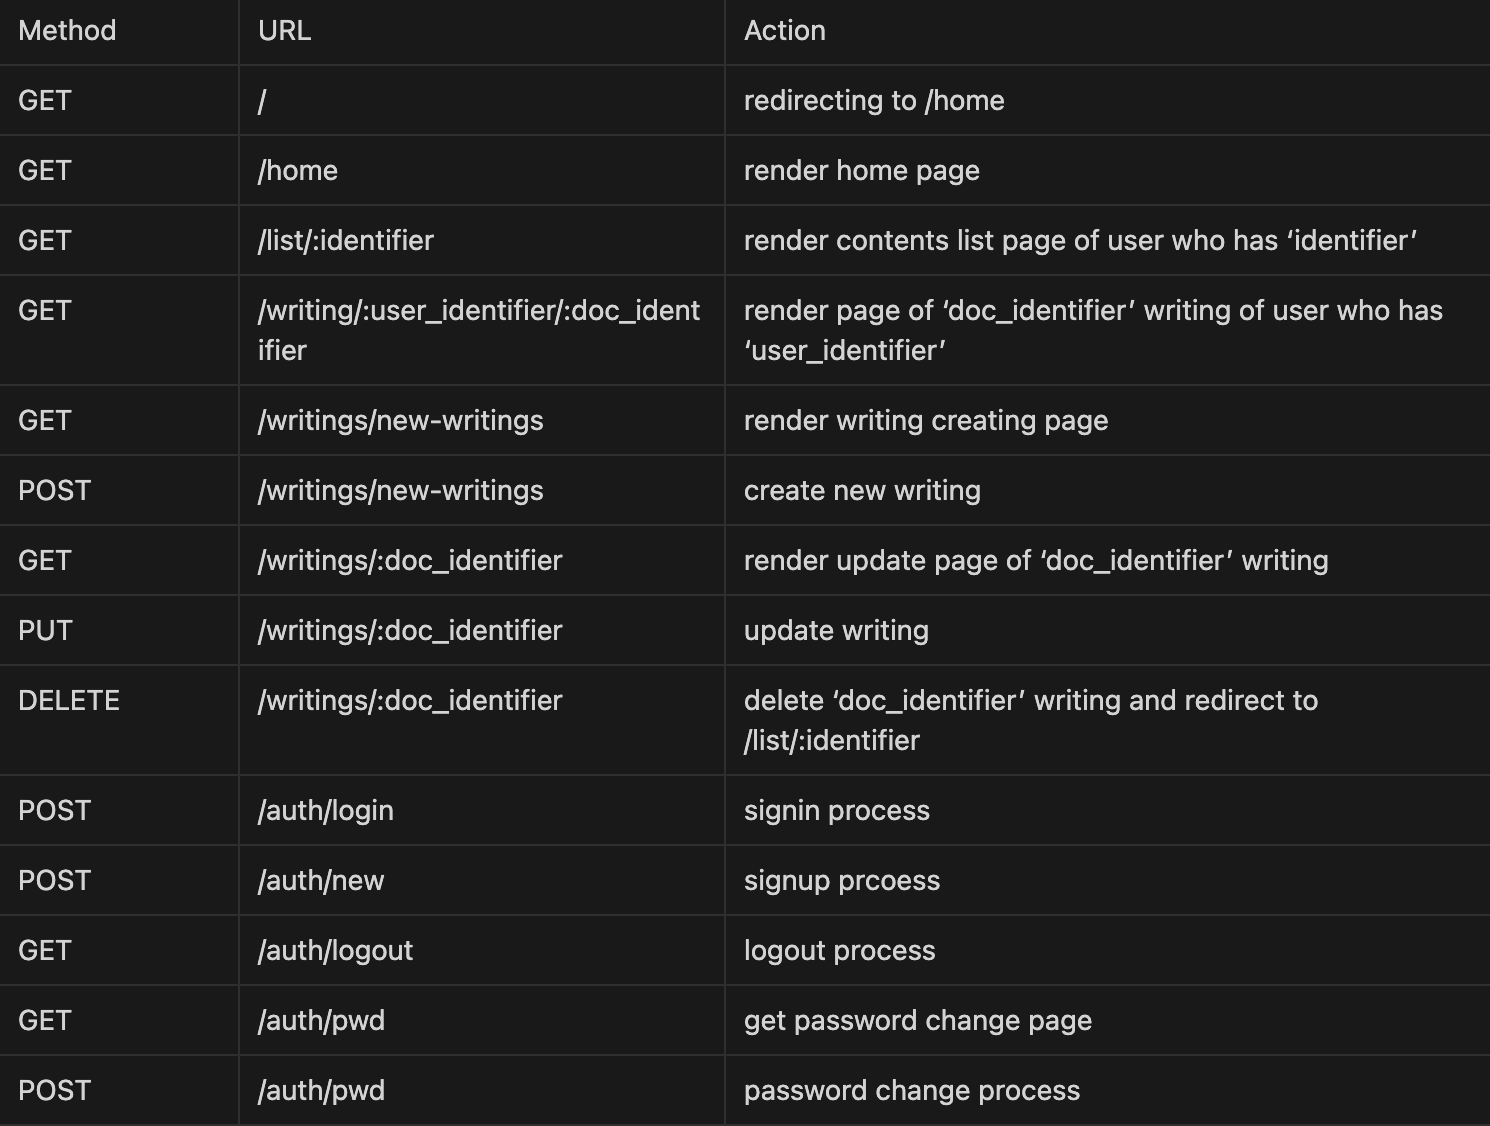 Method URL Action
GET / redirecting to /home
GET /home render home page
GET /list/:identifier render contents list page of user who has ‘identifier’
GET /writing/:user_identifier/:doc_ident render page of ‘doc_identifier’ writing of user who has
ifier ‘user_identifier’
GET /writings/new-writings render writing creating page
POST /writings/new-writings create new writing
GET /writings/:doc_identifier render update page of ‘doc_identifier’ writing
PUT /writings/:doc_identifier update writing
DELETE /writings/:doc_identifier delete ‘doc_identifier’ writing and redirect to
/list/:identifier
POST /auth/login signin process
POST /auth/new signup prcoess
GET /auth/logout logout process
GET /auth/pwd get password change page
POST /auth/pwd password change process